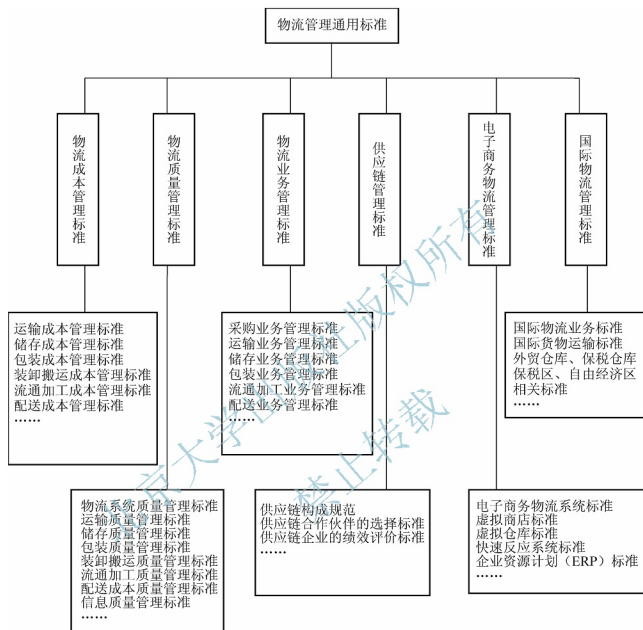 物流管理通用标准
物流成本管理标准
物流质量管理标准
物流业务管理标准
供应链管理标准
电子商务物流管理标准
国际物流管理标准
运输成本管理标准
储存成本管理标准
包装成本管理标准
装卸搬运成本管理标准
流通加工成本管理标准
配送成本管理标准
……
采购业务管理标准
运输业务管理标准
储存业务管理标准
包装业务管理标准
流通加工业务管理标准
配送业务管理标准
……
国际物流业务标准
国际货物运输标准
外贸仓库、保税仓库
保税区、自由经济区
相关标准
……
物流系统质量管理标准
运输质量管理标准
储存质量管理标准
包装质量管理标准
装卸搬运质量管理标准
流通加工质量管理标准
配送成本质量管理标准
信息质量管理标准
……
供应链构成规范
供应链合作伙伴的选择标准
供应链企业的绩效评价标准
……
电子商务物流系统标准
虚拟商店标准
虚拟仓库标准
快速反应系统标准
企业资源计划（ERP）标准
……
北京大学出版社版权所有
禁止转载